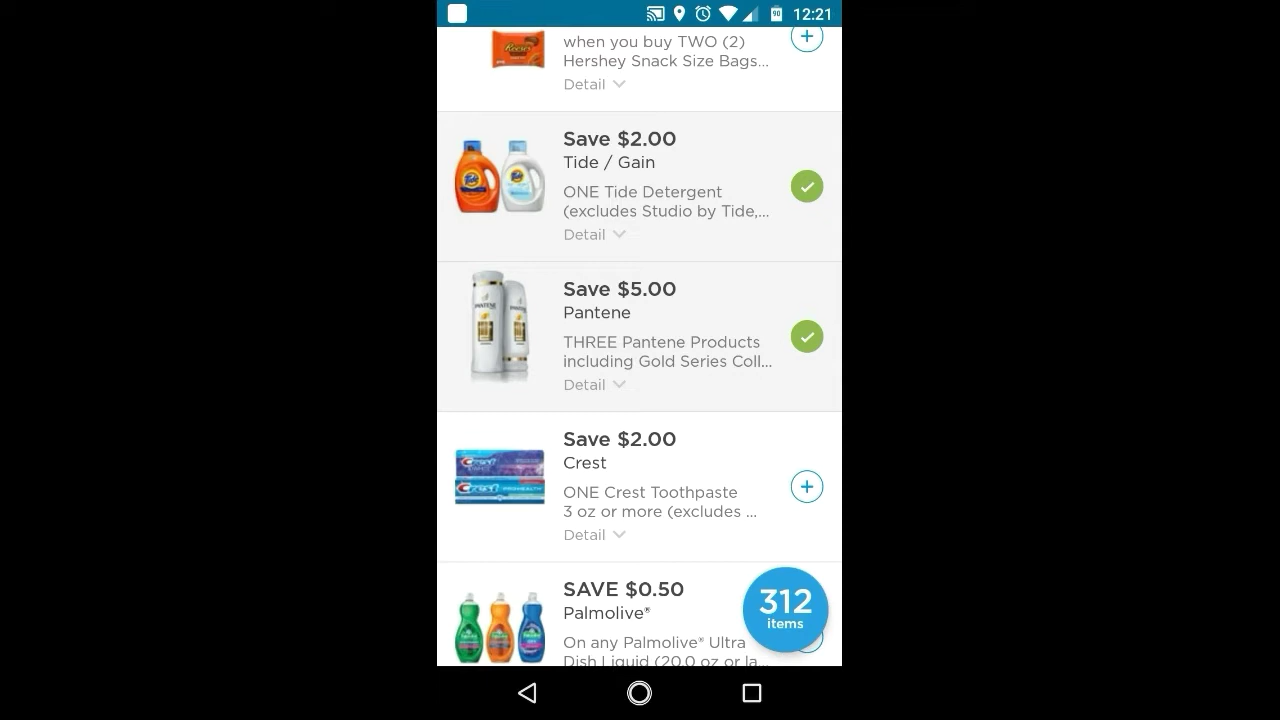 90 12:21
when you buy TWO (2)
Hershey Snack Size Bags...
Detail
Save $2.00
Tide / Gain
ONE Tide Detergent
(excludes Studio by Tide,...
Detail
Save $5.00
Pantene
THREE Pantene Products
including Gold Series Coll...
Detail
Save $2.00
Crest
ONE Crest Toothpaste
3 oz or more (excludes ...
Detail
SAVE $0.50
Palmolive®
On any Palmolive® Ultra
Dish Liquid (20.0 oz or la...
312
items